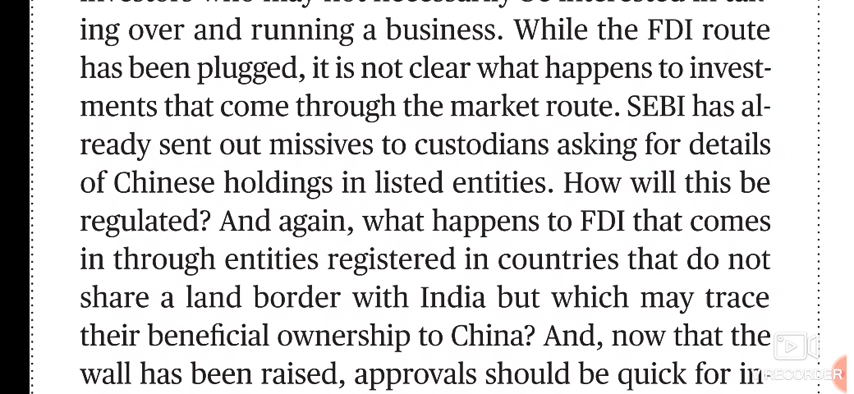 ing over and running a business. While the FDI route
has been plugged, it is not clear what happens to invest-
ments that come through the market route. SEBI has al-
ready sent out missives to custodians asking for details
of Chinese holdings in listed entities. How will this be
regulated? And again, what happens to FDI that comes
in through entities registered in countries that do not
share a land border with India but which may trace
their beneficial ownership to China? And, now that the
wall has been raised, approvals should be quick for in-
RECORDER